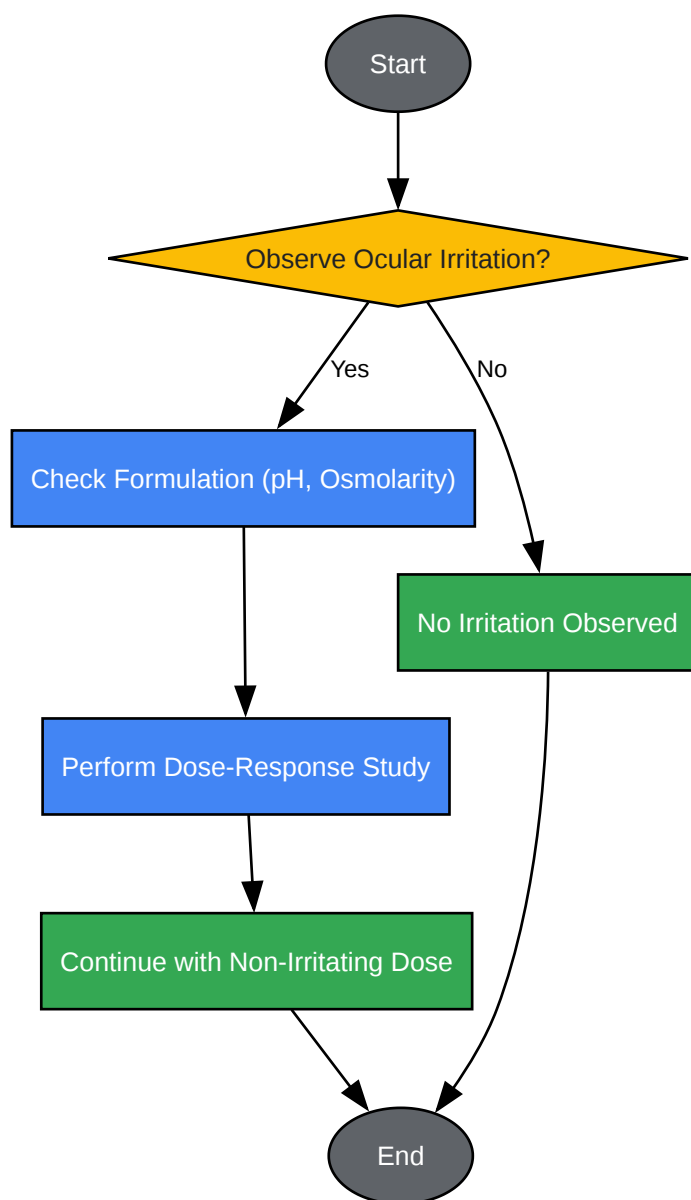 Start
Observe Ocular Irritation?
Yes
No
Check Formulation (pH, Osmolarity)
No Irritation Observed
Perform Dose-Response Study
Continue with Non-Irritating Dose
End